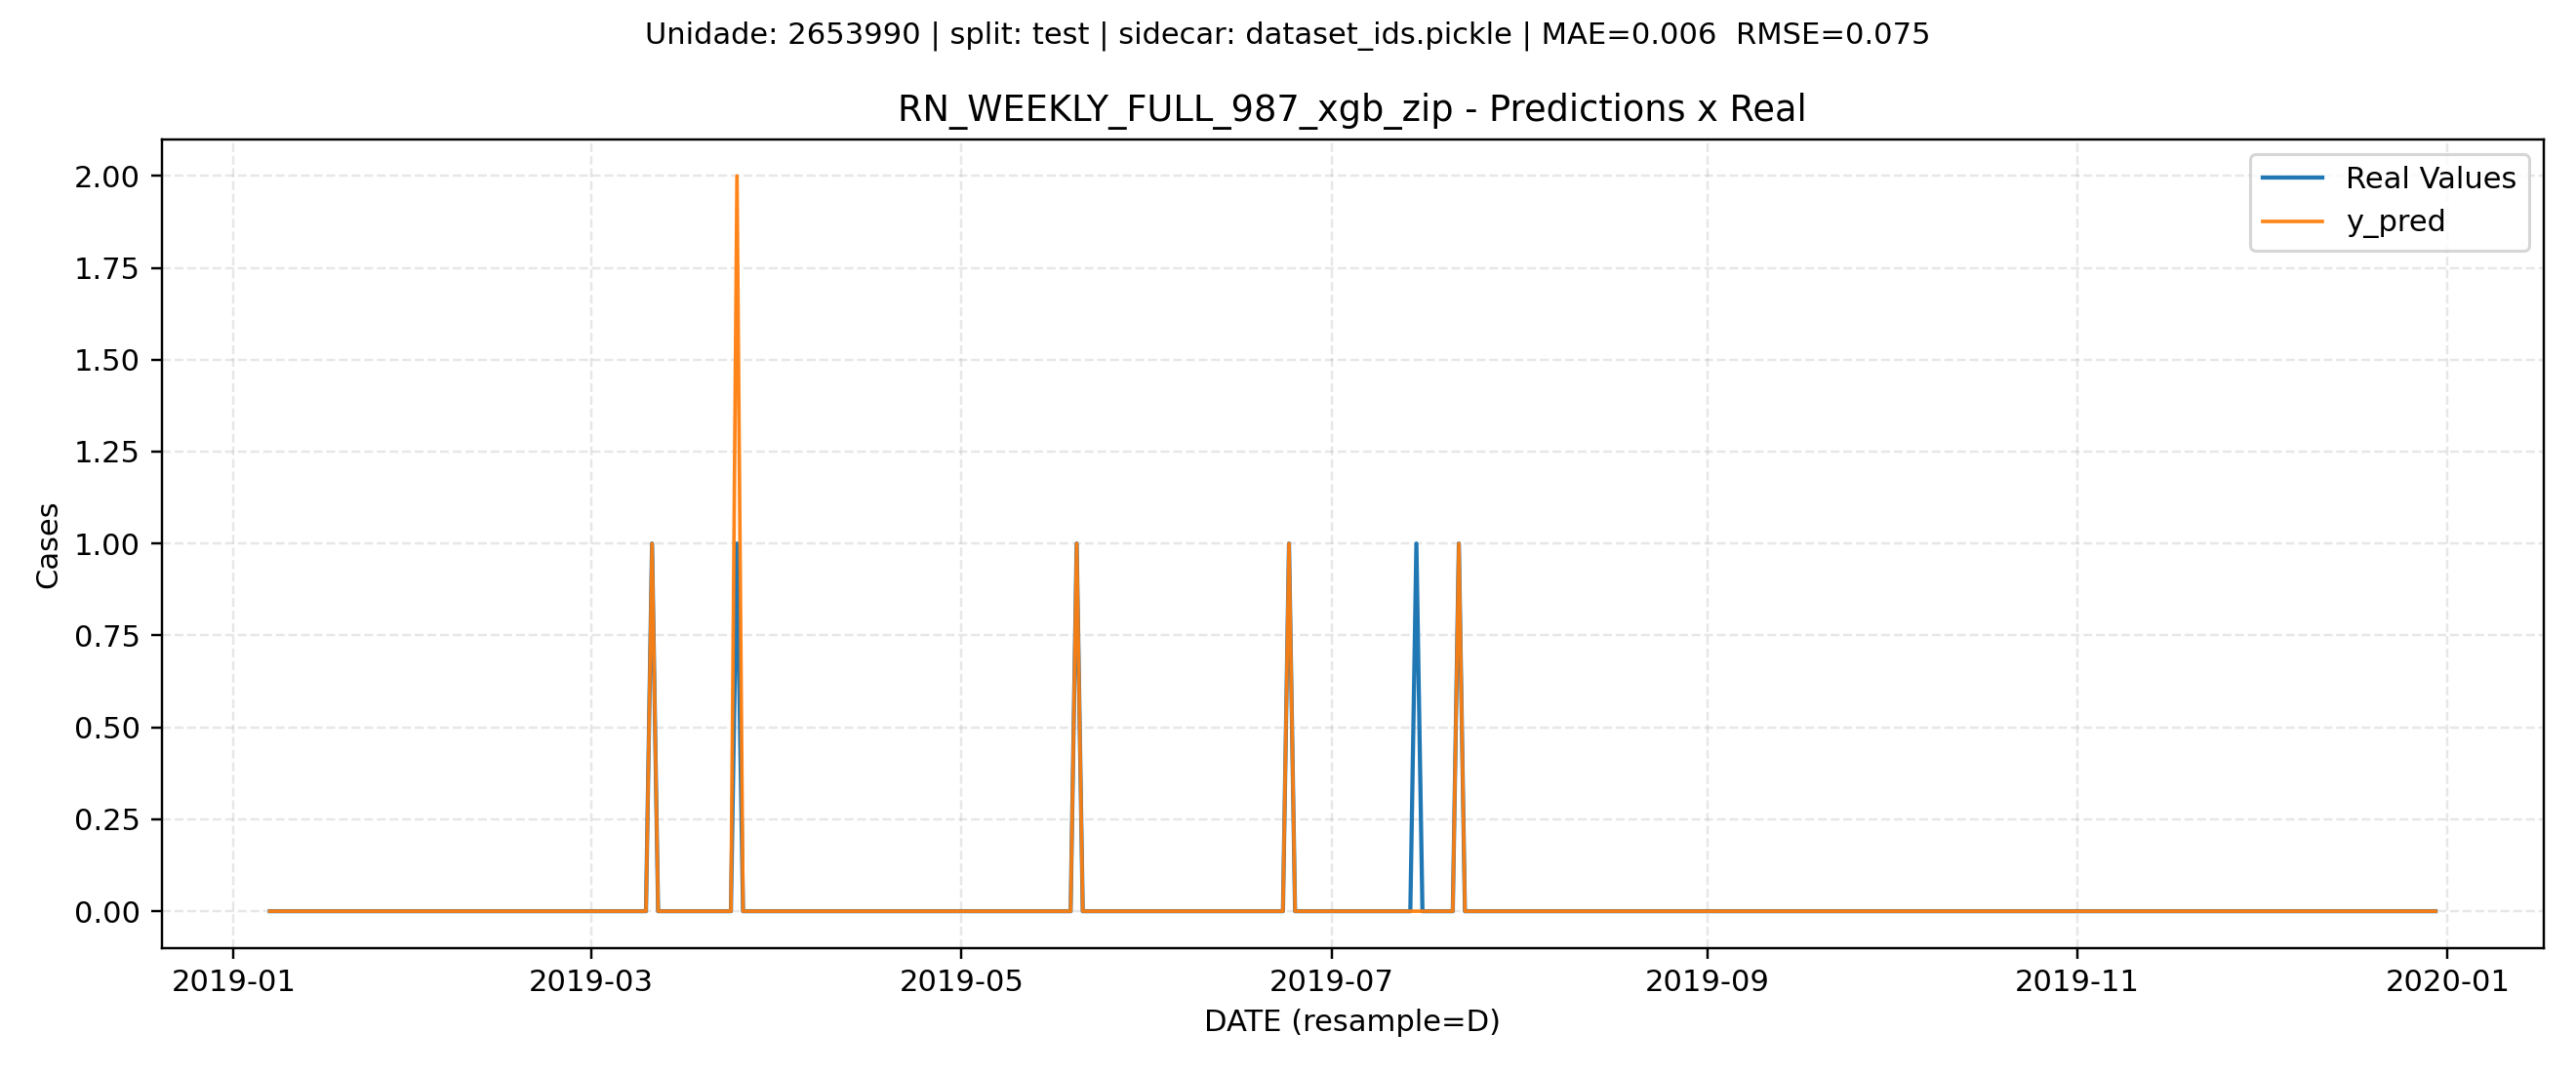 Unidade: 2653990 | split: test | sidecar: dataset_ids.pickle | MAE=0.006  RMSE=0.075
RN_WEEKLY_FULL_987_xgb_zip - Predictions x Real
Real Values
y_pred
Cases
2.00
1.75
1.50
1.25
1.00
0.75
0.50
0.25
0.00
2019-01 2019-03 2019-05 2019-07 2019-09 2019-11 2020-01
DATE (resample=D)